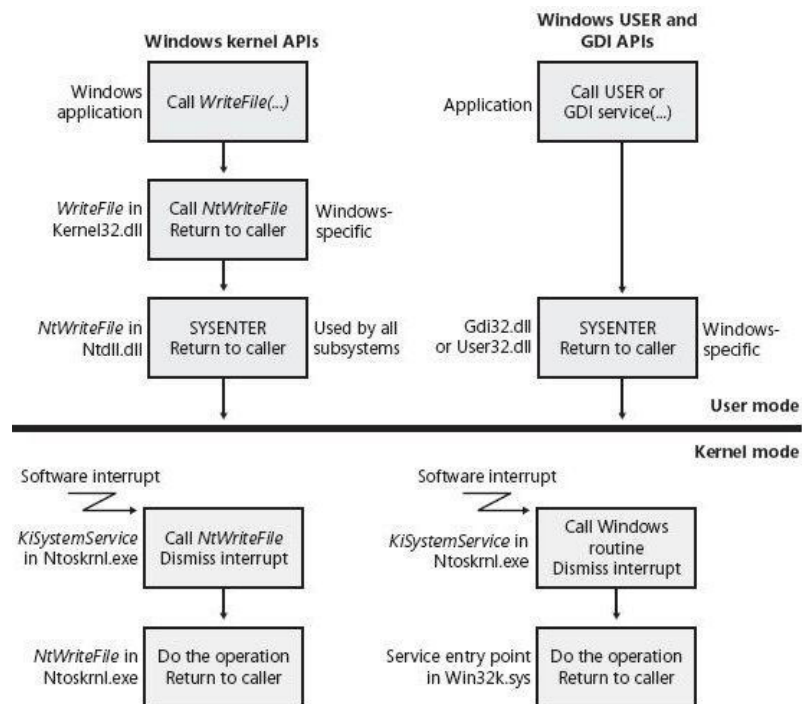 Windows kernel APIs
Windows USER and
GDI APIs
Windows
application
Call WriteFile(...)
Application
Call USER or
GDI service(...)
WriteFile in
Kernel32.dll
Call NtWriteFile
Return to caller
Windows-
specific
NtWriteFile in
Ntdll.dll
SYSENTER
Return to caller
Used by all
subsystems
Gdi32.dll
or User32.dll
SYSENTER
Return to caller
Windows-
specific
User mode
Kernel mode
Software interrupt
KiSystemService
in Ntoskrnl.exe
Call NtWriteFile
Dismiss interrupt
Software interrupt
KiSystemService in
Ntoskrnl.exe
Call Windows
routine
Dismiss interrupt
NtWriteFile in
Ntoskrnl.exe
Do the operation
Return to caller
Service entry point
in Win32k.sys
Do the operation
Return to caller